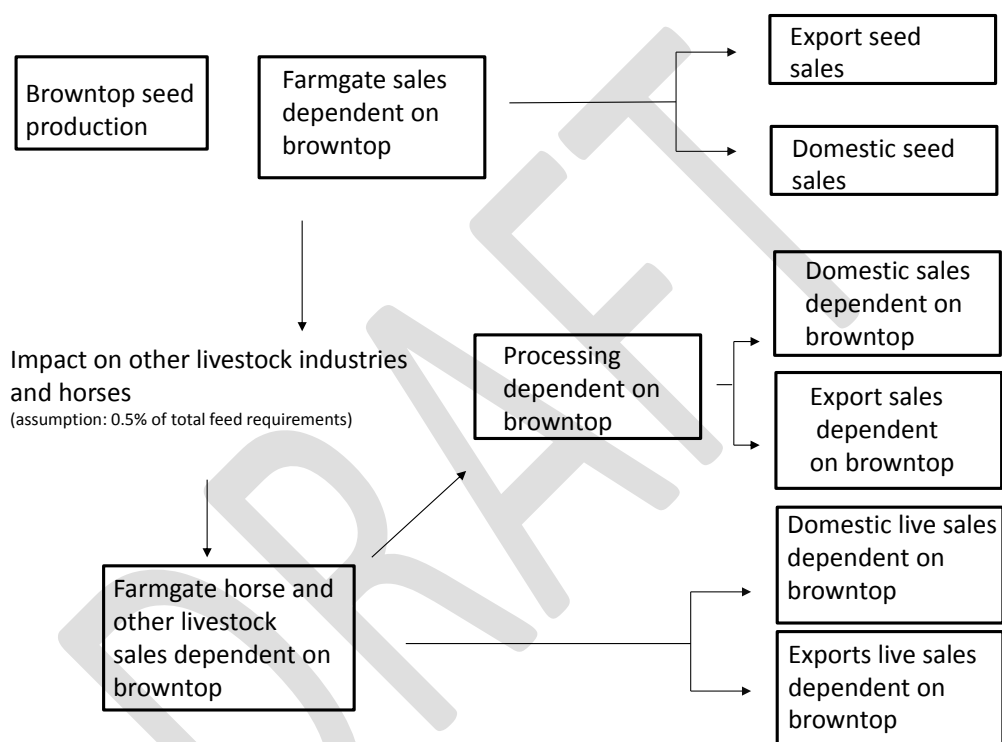 Browntop seed
production
Farmgate sales
dependent on
browntop
Export seed
sales
Domestic seed
sales
Impact on other livestock industries
and horses
(assumption: 0.5% of total feed requirements)
Processing
dependent on
browntop
Domestic sales
dependent on
browntop
Export sales
dependent
on browntop
Farmgate horse and
other livestock
sales dependent on
browntop
Domestic live sales
dependent on
browntop
Exports live sales
dependent on
browntop
DRAFT